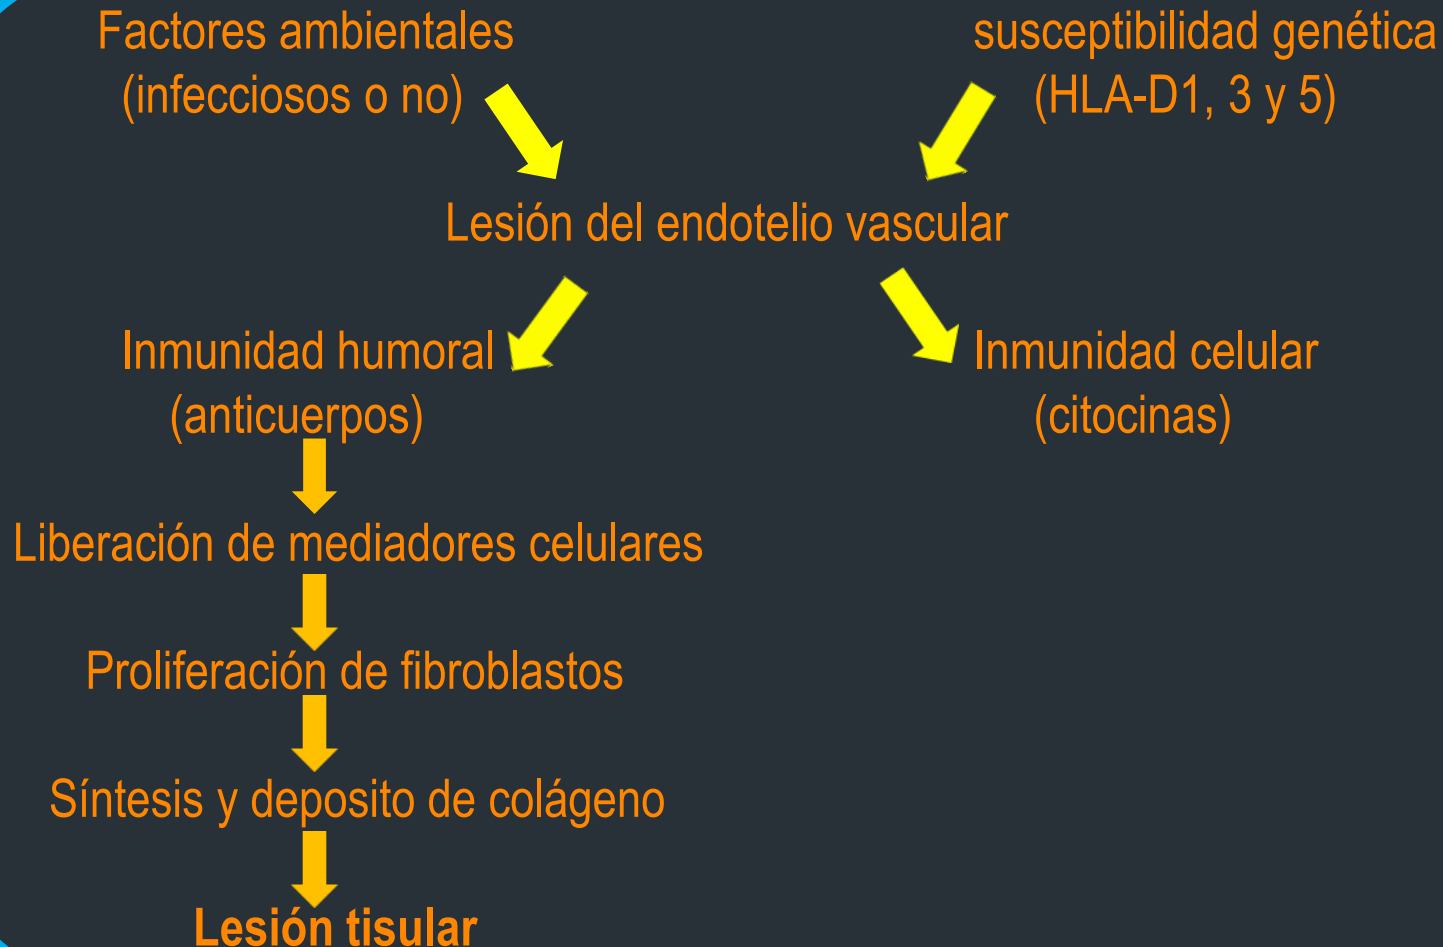 Factores ambientales
(infecciosos o no)
susceptibilidad genética
(HLA-D1, 3 y 5)
Lesión del endotelio vascular
Inmunidad humoral
(anticuerpos)
Inmunidad celular
(citocinas)
Liberación de mediadores celulares
Proliferación de fibroblastos
Síntesis y deposito de colágeno
Lesión tisular